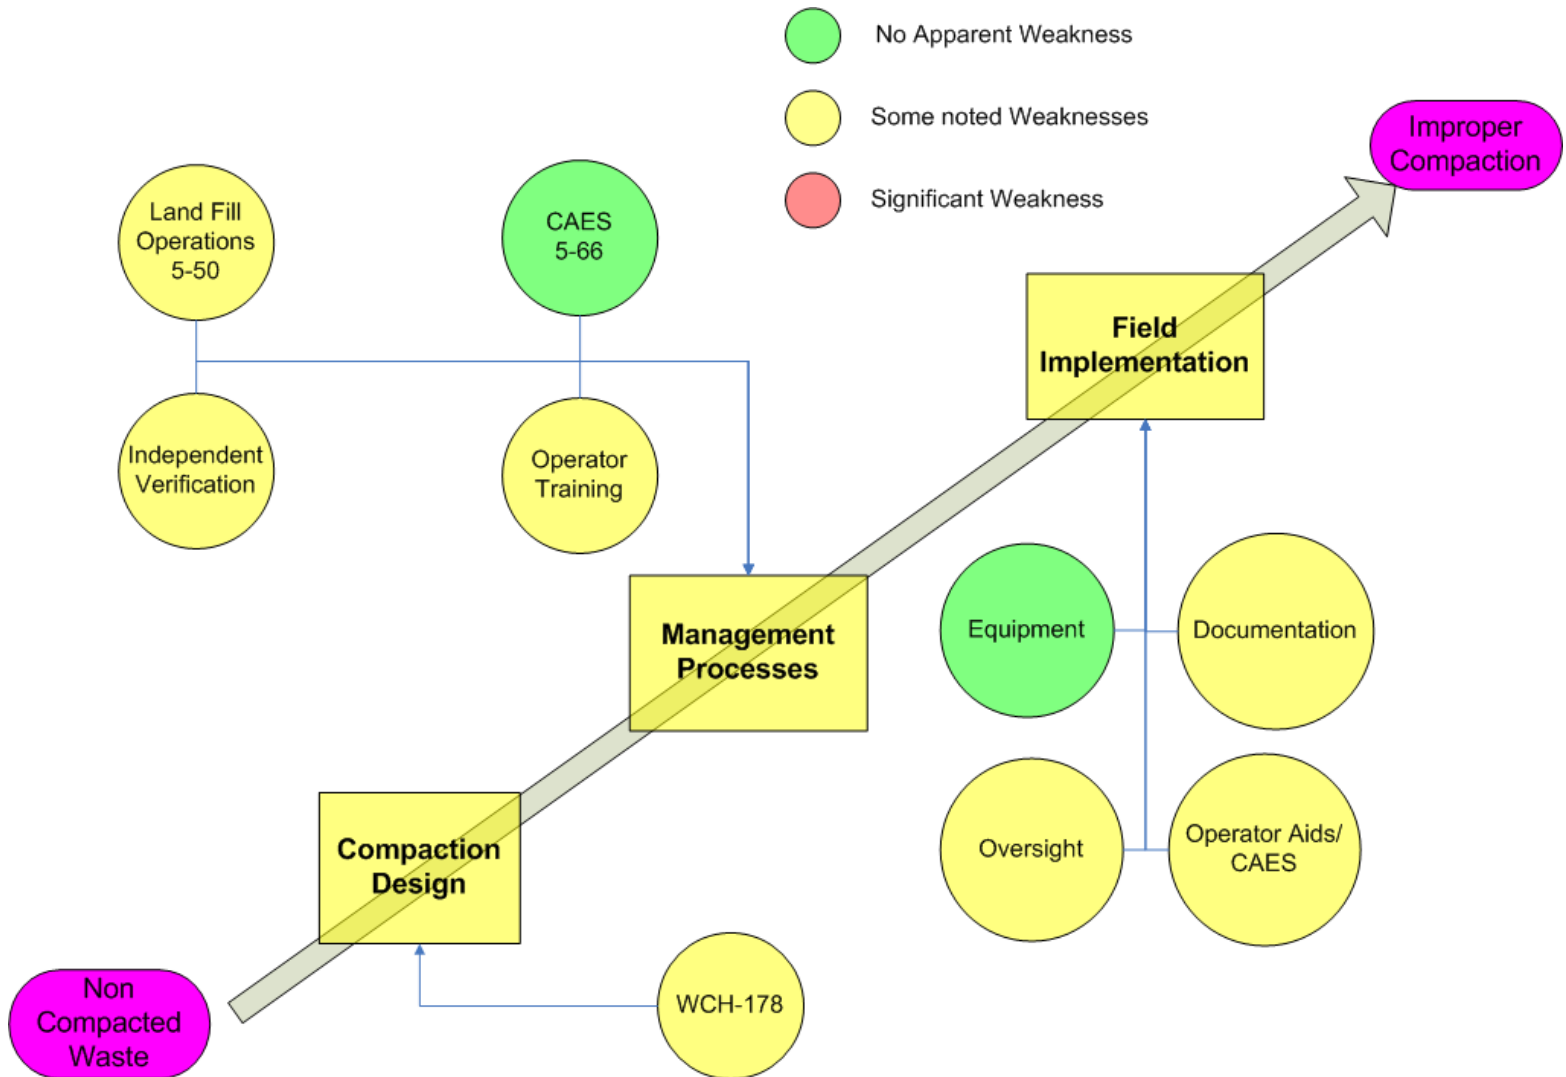 No Apparent Weakness
Some noted Weaknesses
Significant Weakness
Improper
Compaction
Land Fill
Operations
5-50
CAES
5-66
Field
Implementation
Independent
Verification
Operator
Training
Management
Processes
Equipment
Documentation
Compaction
Design
Oversight
Operator Aids/
CAES
Non
Compacted
Waste
WCH-178